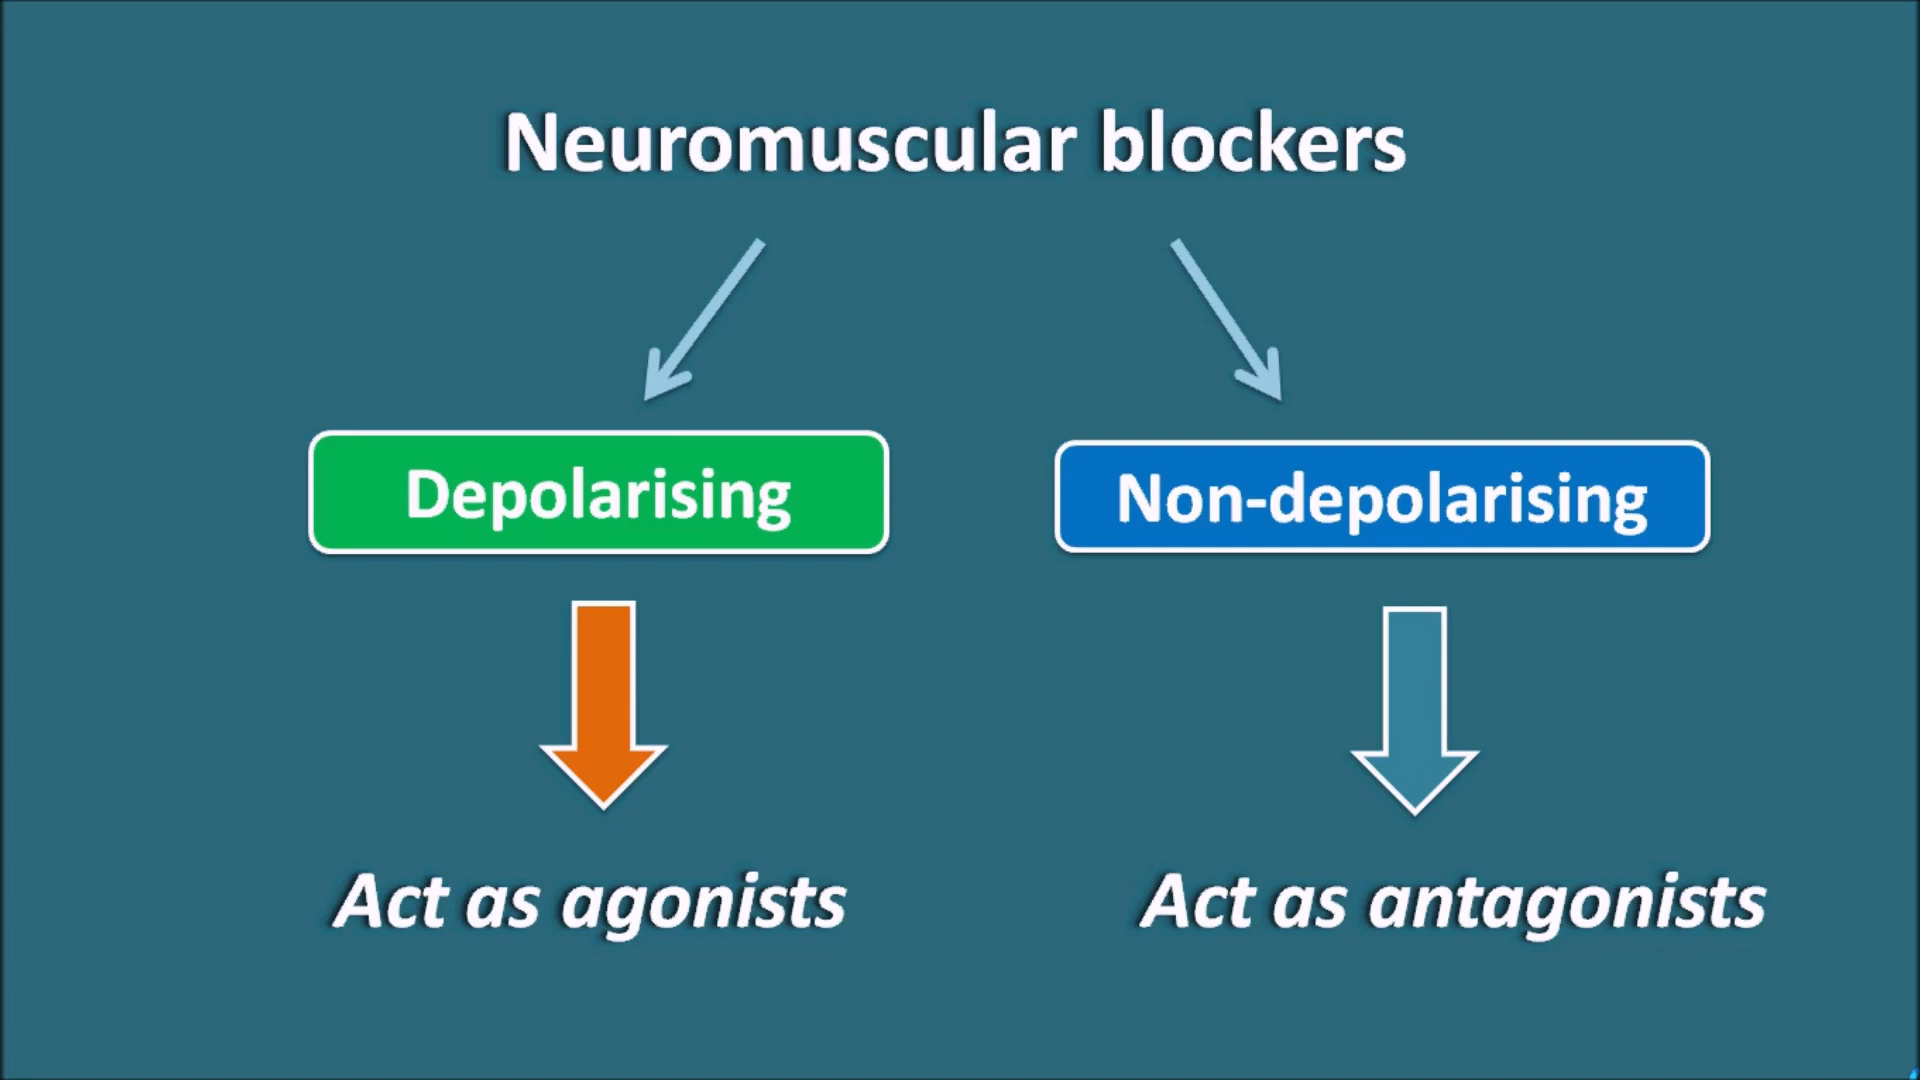 Neuromuscular blockers
Depolarising
Non-depolarising
Act as agonists
Act as antagonists